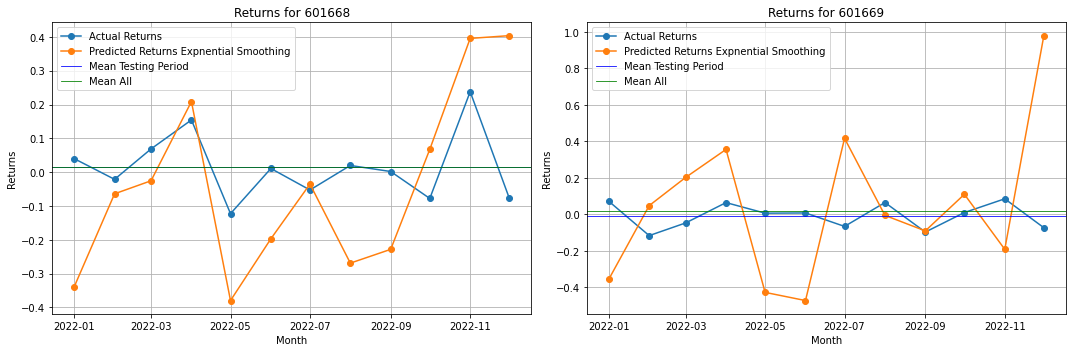 Returns for 601668
Actual Returns
Predicted Returns Expnential Smoothing
Mean Testing Period
Mean All
0.4
0.3
0.2
0.1
0.0
−0.1
−0.2
−0.3
−0.4
Returns
2022-01 2022-03 2022-05 2022-07 2022-09 2022-11
Month
Returns for 601669
Actual Returns
Predicted Returns Expnential Smoothing
Mean Testing Period
Mean All
1.0
0.8
0.6
0.4
0.2
0.0
−0.2
−0.4
Returns
2022-01 2022-03 2022-05 2022-07 2022-09 2022-11
Month